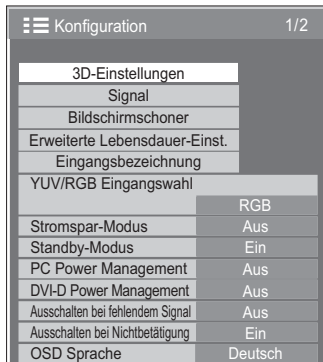 Konfiguration 1/2
3D-Einstellungen
Signal
Bildschirmschoner
Erweiterte Lebensdauer-Einst.
Eingangsbezeichnung
YUV/RGB Eingangswahl
RGB
Stromspar-Modus Aus
Standby-Modus Ein
PC Power Management Aus
DVI-D Power Management Aus
Ausschalten bei fehlendem Signal Aus
Ausschalten bei Nichtbetätigung Ein
OSD Sprache Deutsch